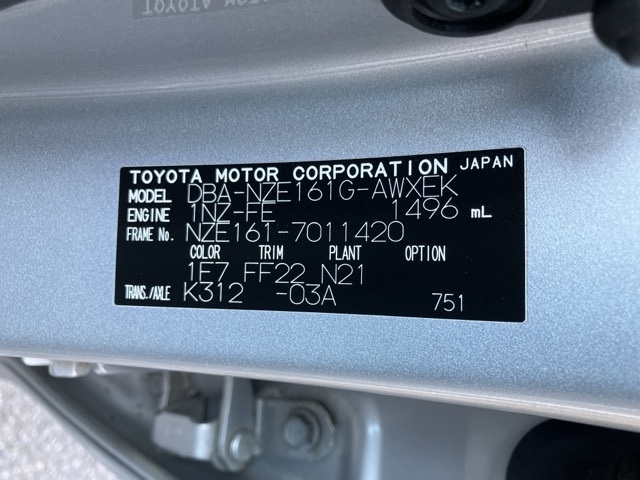 TOYOTA MOTOR CORPORATION JAPAN
MODEL DBA-NZE161G-AWXEK
ENGINE 1NZ-FE 1496 mL
FRAME No. NZE161-7011420
COLOR TRIM PLANT OPTION
1E7 FF22 N21
TRANS./AXLE K312 -03A 751